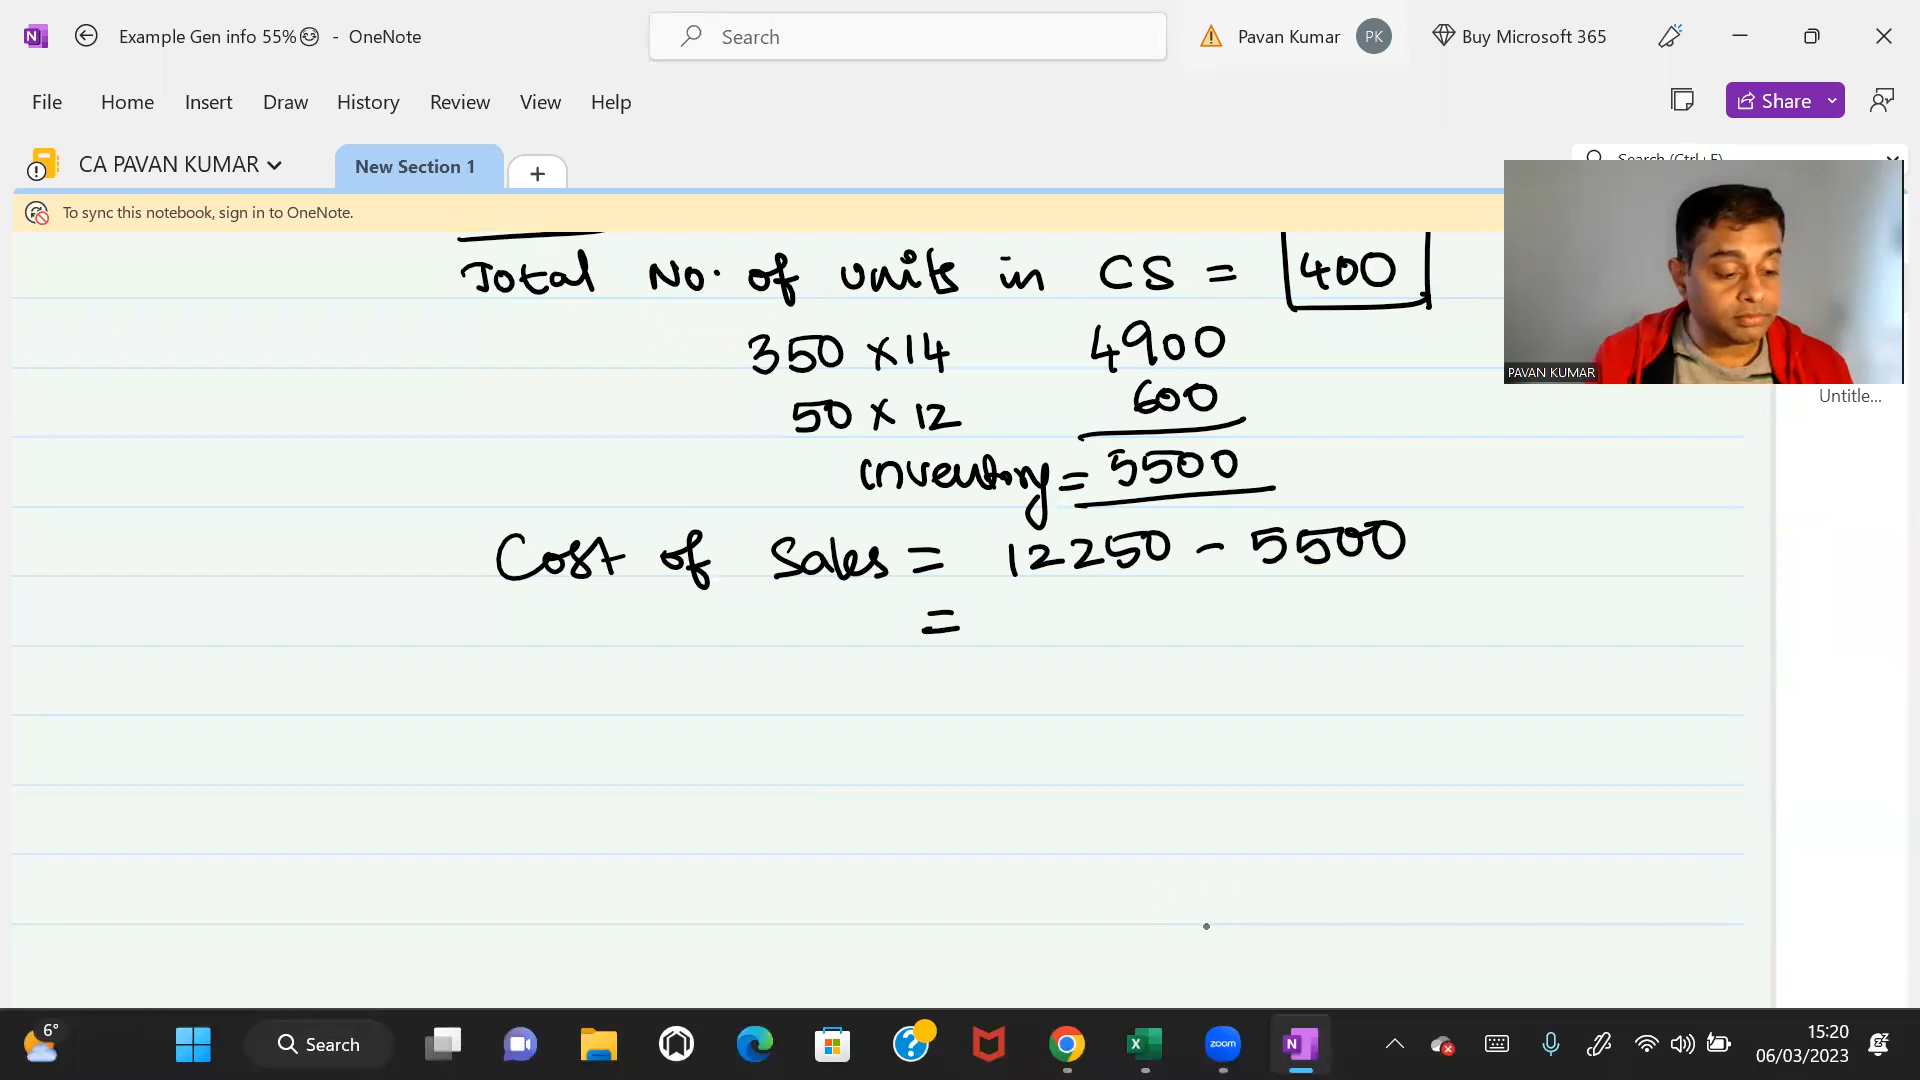 Example Gen info 55%😊 - OneNote
Search
Pavan Kumar
PK
Buy Microsoft 365
File Home Insert Draw History Review View Help
Share
CA PAVAN KUMAR
New Section 1
+
To sync this notebook, sign in to OneNote.
Total No. of units in CS = 400
350 × 14 4900
50 × 12 600
inventory = 5500
Cost of Sales = 12250 - 5500
=
PAVAN KUMAR
Untitle...
6°
Search
zoom
15:20
06/03/2023